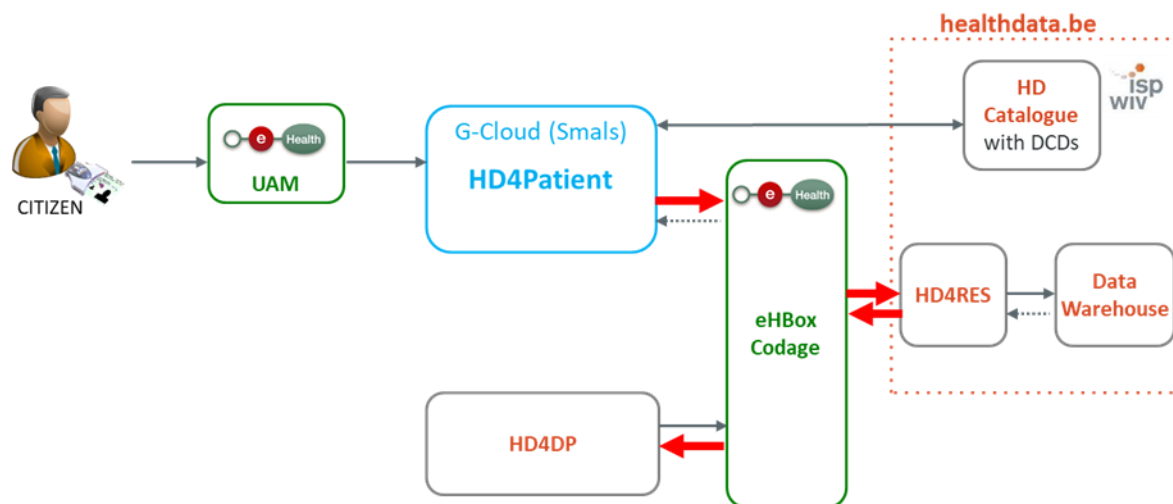 healthdata.be
isp
WIV
HD
Catalogue
with DCDs
G-Cloud (Smals)
HD4Patient
e
Health
UAM
CITIZEN
e
Health
eHBox
Codage
HD4RES
Data
Warehouse
HD4DP